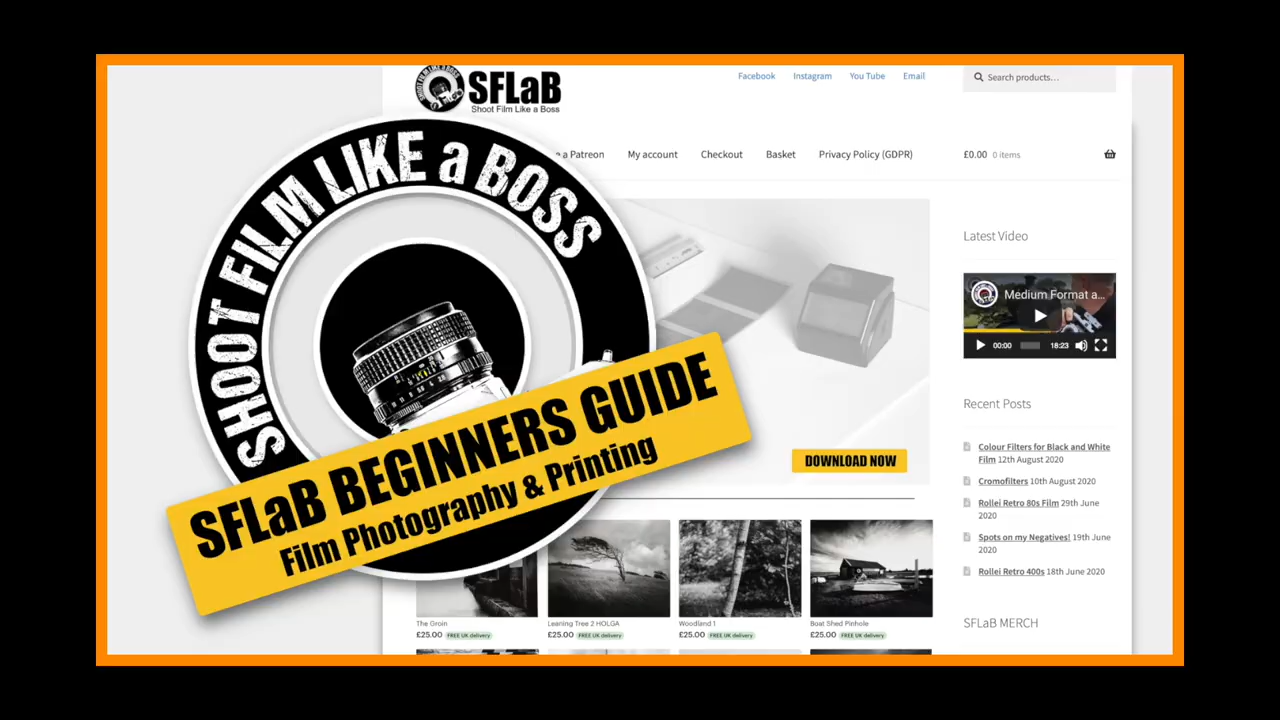 SHOOT FILM LIKE a BOSS
SFLaB
Shoot Film Like a Boss
Facebook
Instagram
You Tube
Email
Search products…
SHOOT FILM LIKE a BOSS
a Patreon
My account
Checkout
Basket
Privacy Policy (GDPR)
£0.00 0 items
Latest Video
Medium Format a...
00:00
18:23
SFLaB BEGINNERS GUIDE
Film Photography & Printing
DOWNLOAD NOW
Recent Posts
Colour Filters for Black and White
Film 12th August 2020
Cromofilters 10th August 2020
Rollei Retro 80s Film 29th June
2020
Spots on my Negatives! 19th June
2020
Rollei Retro 400s 18th June 2020
SFLaB MERCH
The Groin
£25.00 FREE UK delivery
Leaning Tree 2 HOLGA
£25.00 FREE UK delivery
Woodland 1
£25.00 FREE UK delivery
Boat Shed Pinhole
£25.00 FREE UK delivery